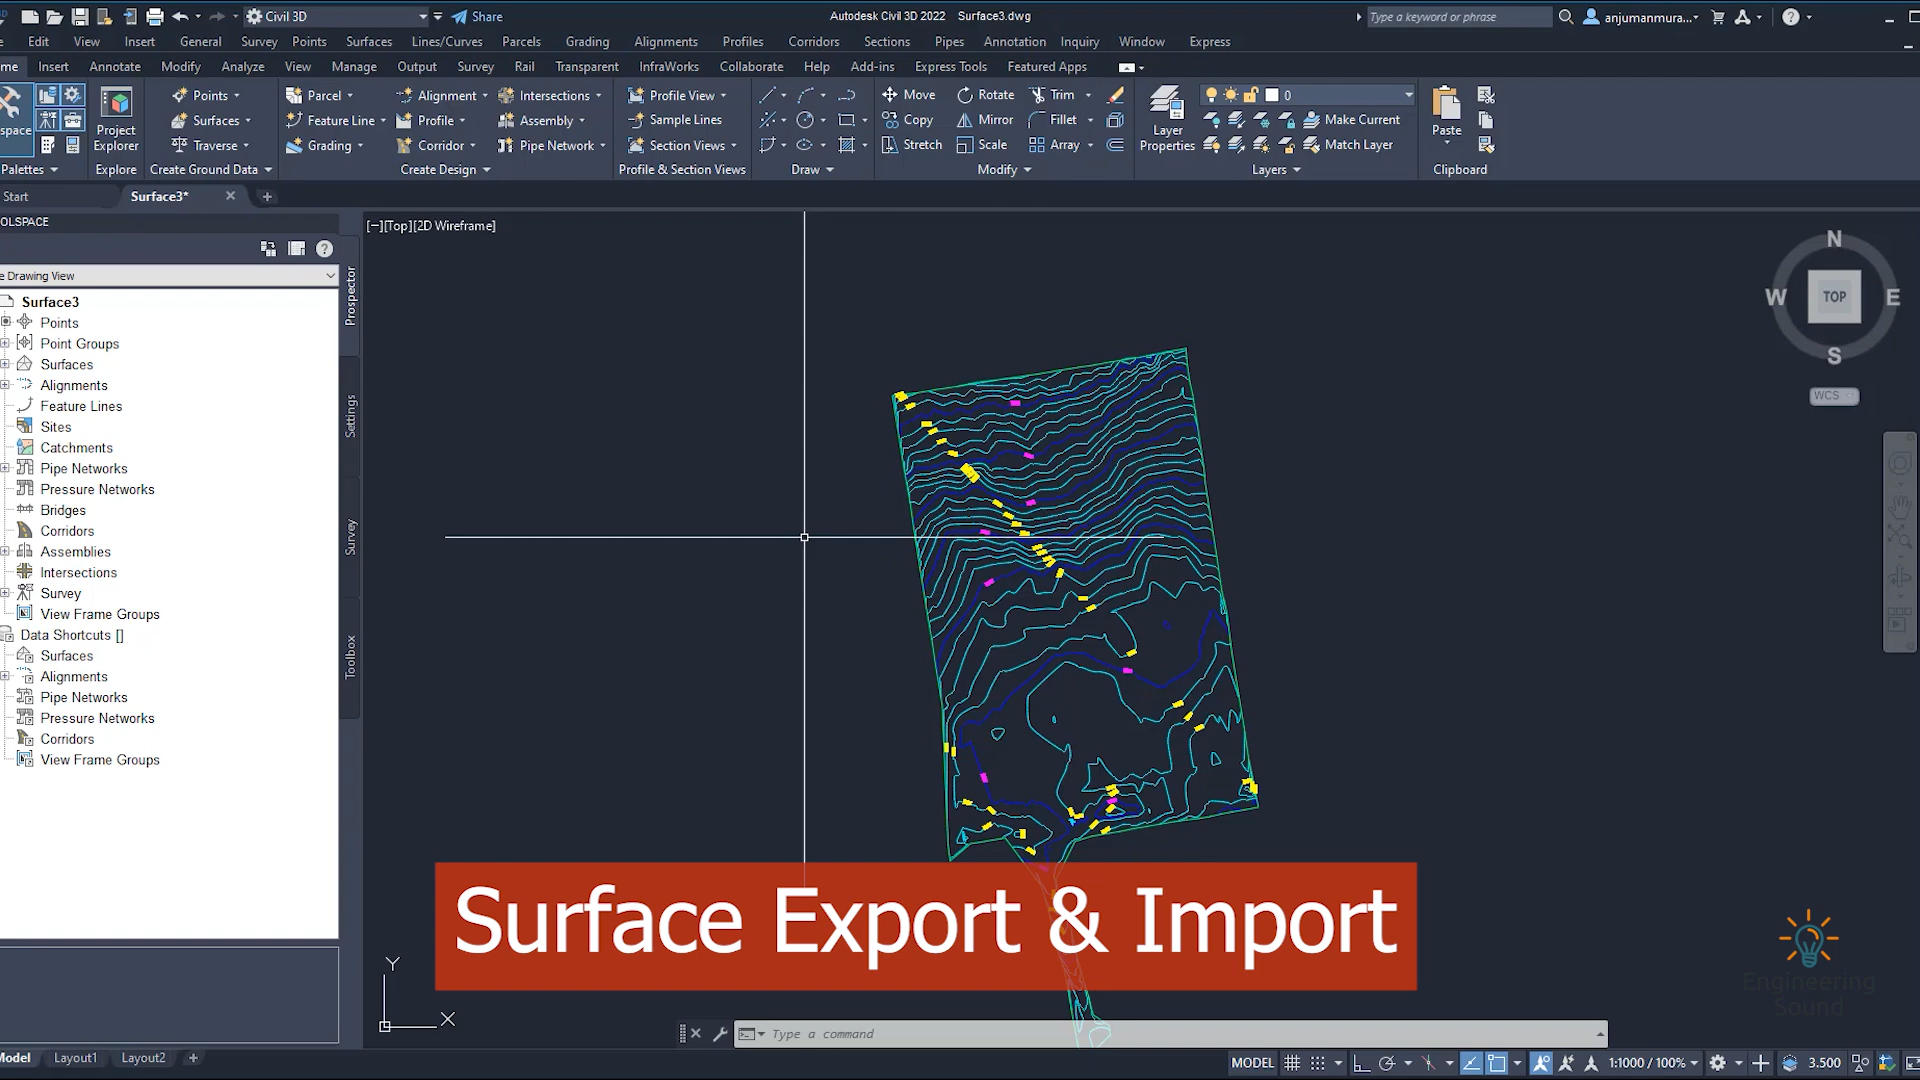 Civil 3D
Share
Autodesk Civil 3D 2022 Surface3.dwg
Type a keyword or phrase
anjumanmura...
Edit View Insert General Survey Points Surfaces Lines/Curves Parcels Grading Alignments Profiles Corridors Sections Pipes Annotation Inquiry Window Express
me Insert Annotate Modify Analyze View Manage Output Survey Rail Transparent InfraWorks Collaborate Help Add-ins Express Tools Featured Apps
Points Parcel Alignment Intersections Profile View Move Rotate Trim 0
Surfaces Feature Line Profile Assembly Sample Lines Copy Mirror Fillet Make Current
Traverse Grading Corridor Pipe Network Section Views Stretch Scale Array Match Layer
space
Project
Explorer
Layer
Properties
Paste
Palettes Explore Create Ground Data Create Design Profile & Section Views Draw Modify Layers Clipboard
Start Surface3*
OLSPACE
e Drawing View
Surface3
Points
Point Groups
Surfaces
Alignments
Feature Lines
Sites
Catchments
Pipe Networks
Pressure Networks
Bridges
Corridors
Assemblies
Intersections
Survey
View Frame Groups
Data Shortcuts []
Surfaces
Alignments
Pipe Networks
Pressure Networks
Corridors
View Frame Groups
Prospector
Settings
Survey
Toolbox
[−][Top][2D Wireframe]
N
W TOP E
S
WCS
Surface Export & Import
Engineering
Sound
Y
X
Type a command
Model Layout1 Layout2
MODEL 1:1000 / 100% 3.500